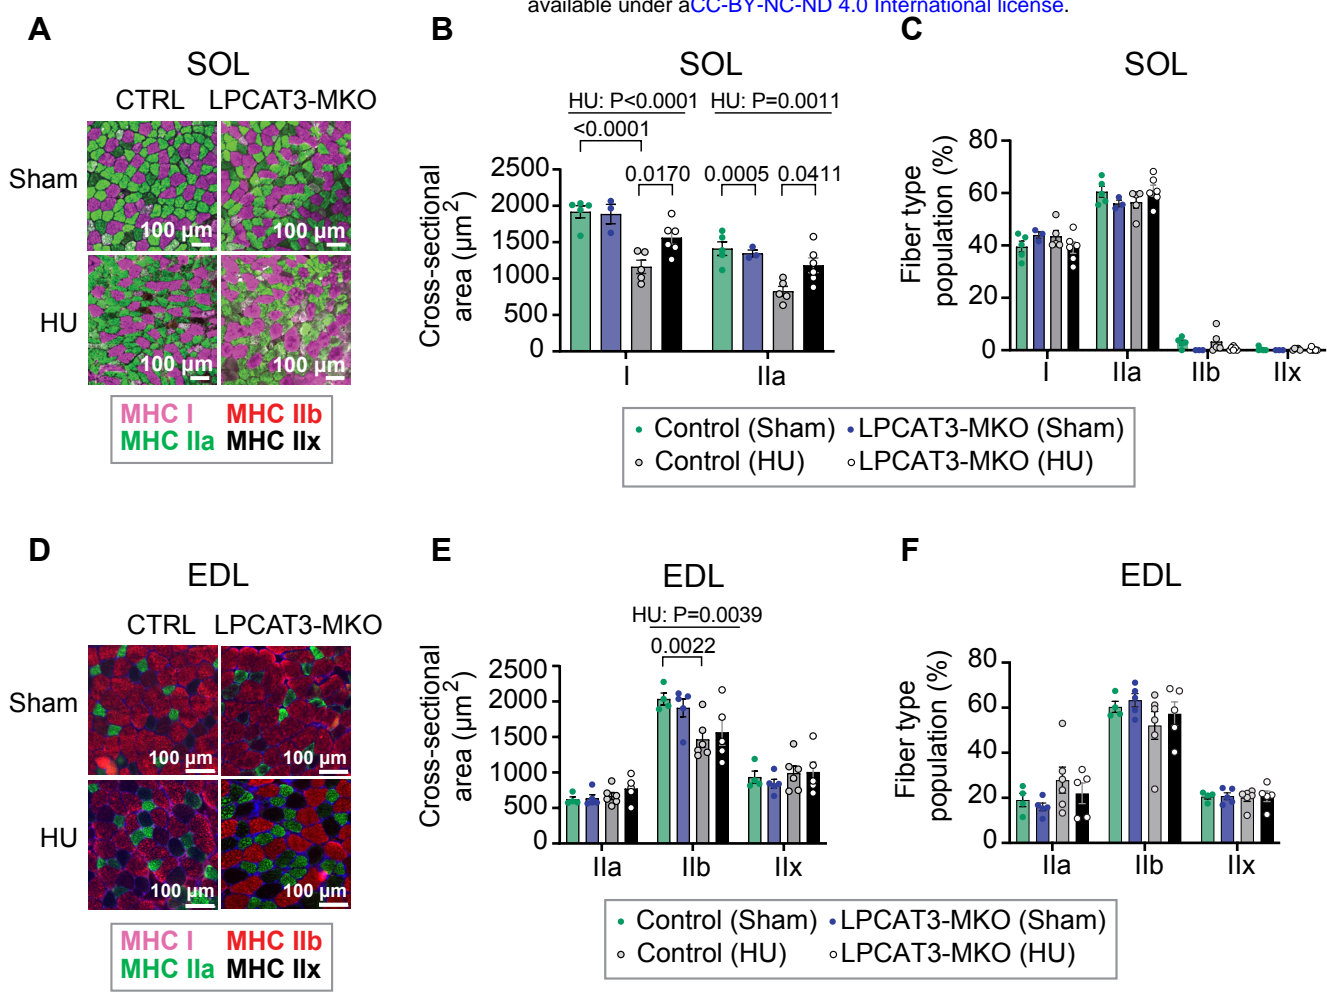 available under aCC-BY-NC-ND 4.0 International license.
A
SOL
CTRL LPCAT3-MKO
Sham
100 µm 100 µm
HU
100 µm 100 µm
MHC I MHC IIb
MHC IIa MHC IIx
B
SOL
HU: P<0.0001 HU: P=0.0011
<0.0001
0.0170 0.0005 0.0411
Cross-sectional
area (µm2)
2500
2000
1500
1000
500
0
I IIa
C
SOL
Fiber type
population (%)
80
60
40
20
0
I IIa IIb IIx
Control (Sham) LPCAT3-MKO (Sham)
Control (HU) LPCAT3-MKO (HU)
D
EDL
CTRL LPCAT3-MKO
Sham
100 µm 100 µm
HU
100 µm 100 µm
MHC I MHC IIb
MHC IIa MHC IIx
E
EDL
HU: P=0.0039
0.0022
Cross-sectional
area (µm2)
2500
2000
1500
1000
500
0
IIa IIb IIx
F
EDL
Fiber type
population (%)
80
60
40
20
0
IIa IIb IIx
Control (Sham) LPCAT3-MKO (Sham)
Control (HU) LPCAT3-MKO (HU)